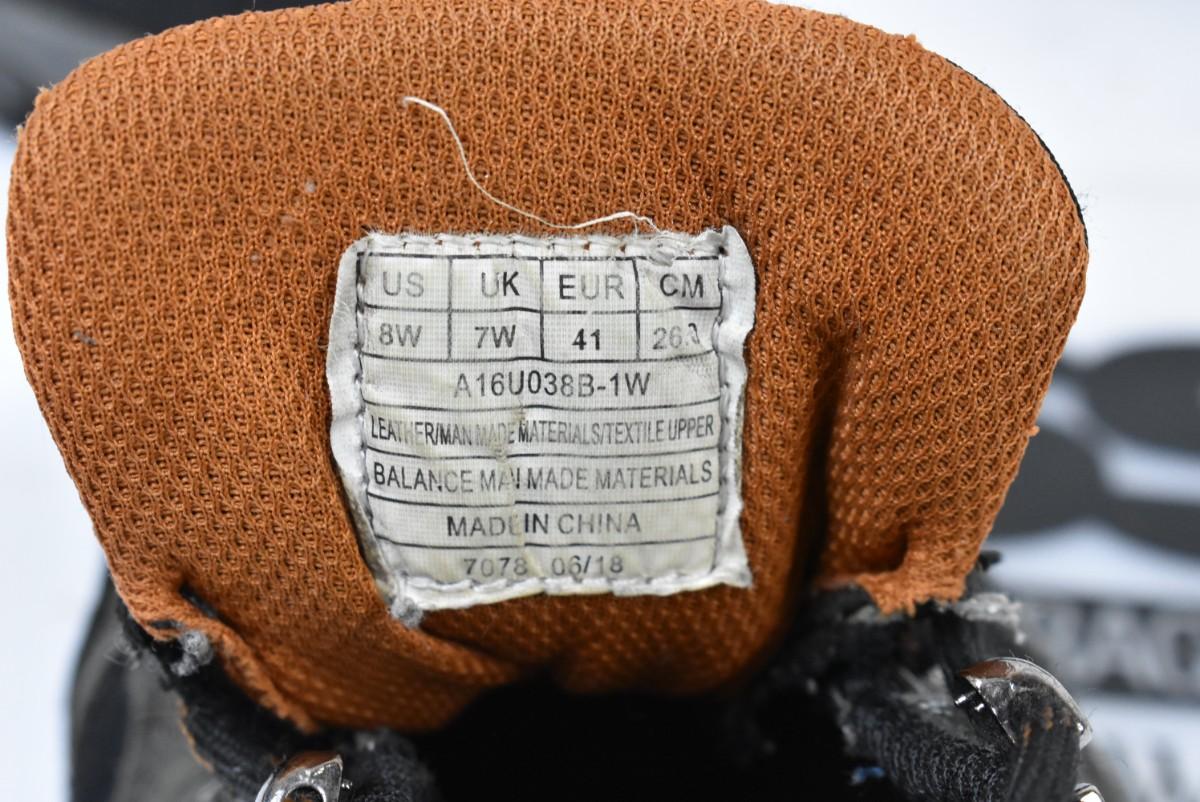 US UK EUR CM
8W 7W 41
A16U038B-1W
LEATHER/MAN MADE MATERIALS/TEXTILE UPPER
BALANCE MAN MADE MATERIALS
MADE IN CHINA
7078 06/18